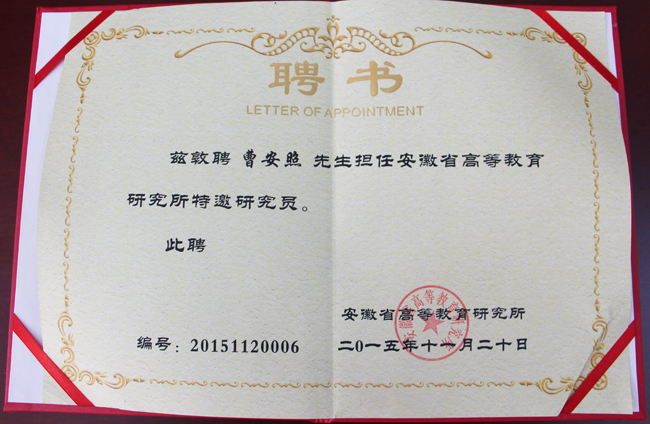 聘书
LETTER OF APPOINTMENT
兹敦聘 曹安照 先生担任安徽省高等教育
研究所特邀研究员。
此聘
安徽省高等教育研究所
编号：20151120006 二0一五年十一月二十日